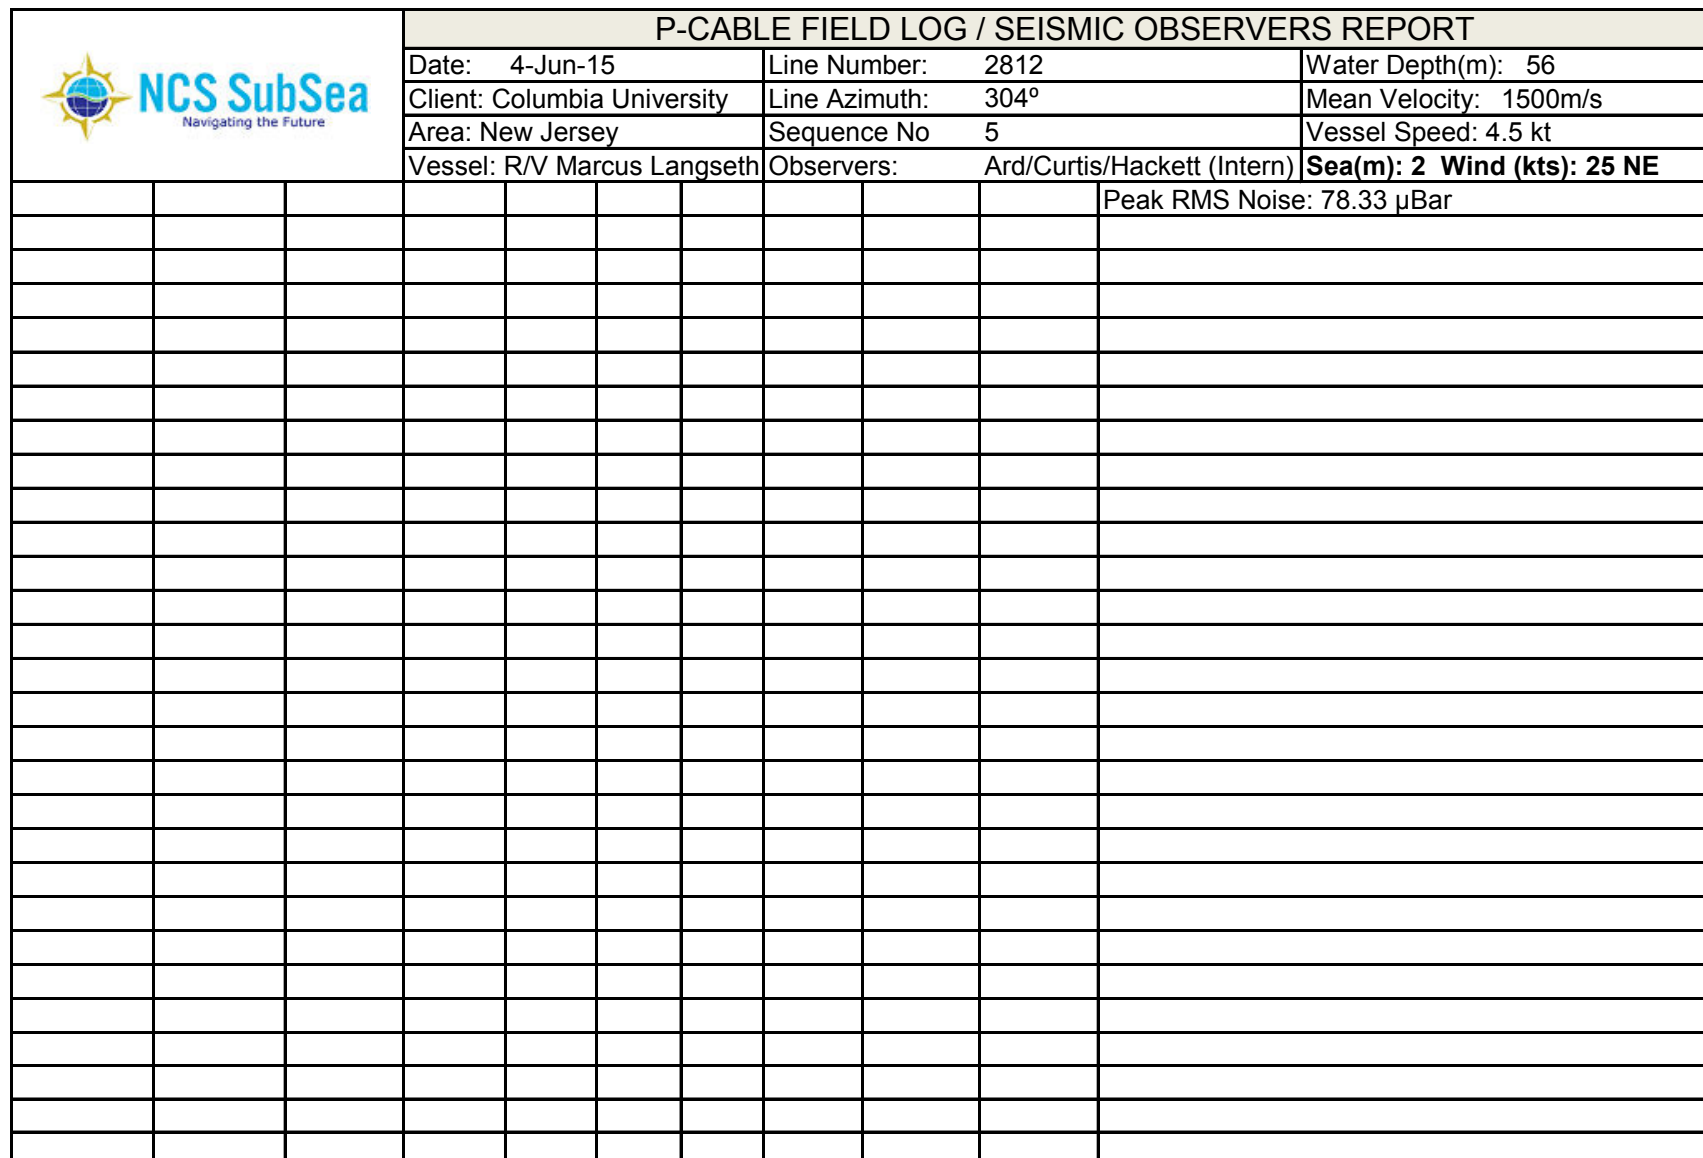 P-CABLE FIELD LOG / SEISMIC OBSERVERS REPORT
NCS SubSea
Navigating the Future
Date: 4-Jun-15 Line Number: 2812 Water Depth(m): 56
Client: Columbia University Line Azimuth: 304º Mean Velocity: 1500m/s
Area: New Jersey Sequence No 5 Vessel Speed: 4.5 kt
Vessel: R/V Marcus Langseth Observers: Ard/Curtis/Hackett (Intern) Sea(m): 2 Wind (kts): 25 NE
Peak RMS Noise: 78.33 µBar